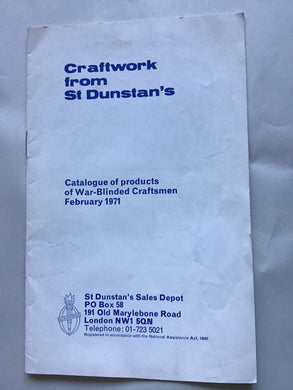 Craftwork
from
St Dunstan's
Catalogue of products
of War-Blinded Craftsmen
February 1971
St Dunstan's Sales Depot
PO Box 58
191 Old Marylebone Road
London NW1 5QN
Telephone: 01-723 5021
Registered in accordance with the National Assistance Act, 1948